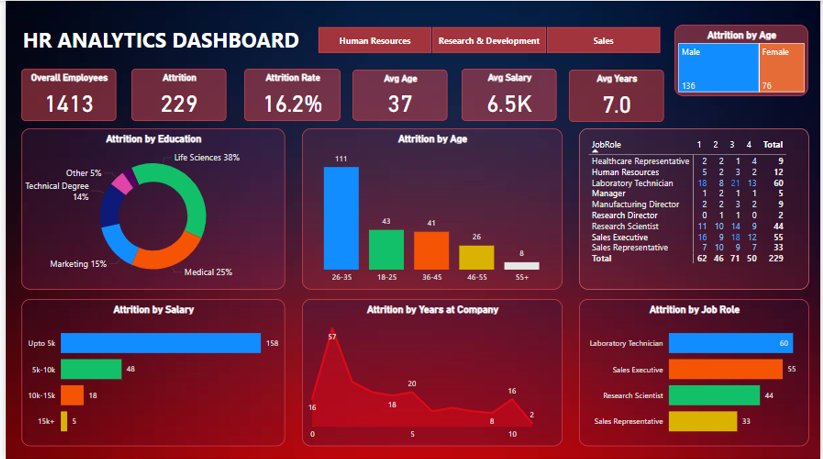 HR ANALYTICS DASHBOARD
Human Resources
Research & Development
Sales
Attrition by Age
Male
Female
136
76
Overall Employees
1413
Attrition
229
Attrition Rate
16.2%
Avg Age
37
Avg Salary
6.5K
Avg Years
7.0
Attrition by Education
Life Sciences 38%
Other 5%
Technical Degree
14%
Marketing 15%
Medical 25%
Attrition by Age
111
43
41
26
8
26-35
18-25
36-45
46-55
55+
JobRole 1 2 3 4 Total
Healthcare Representative 2 2 1 4 9
Human Resources 5 2 3 2 12
Laboratory Technician 18 8 21 13 60
Manager 1 2 1 1 5
Manufacturing Director 2 2 3 2 9
Research Director 0 1 1 0 2
Research Scientist 11 10 14 9 44
Sales Executive 16 9 18 12 55
Sales Representative 7 10 9 7 33
Total 62 46 71 50 229
Attrition by Salary
Upto 5k 158
5k-10k 48
10k-15k 18
15k+ 5
Attrition by Years at Company
57
16
18
20
8
16
2
0
5
10
Attrition by Job Role
Laboratory Technician 60
Sales Executive 55
Research Scientist 44
Sales Representative 33